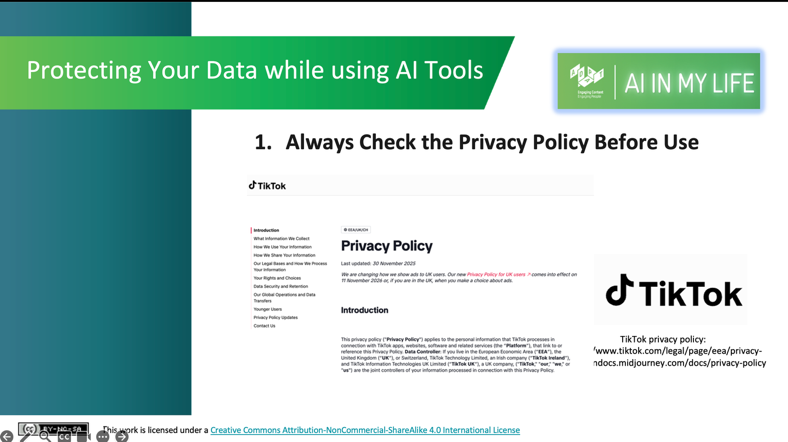 Protecting Your Data while using AI Tools
AI IN MY LIFE
1. Always Check the Privacy Policy Before Use
TikTok
Introduction
What Information We Collect
How We Use Your Information
How We Share Your Information
Our Legal Bases and How We Process
Your Information
Your Rights and Choices
Data Security and Retention
Our Global Operations and Data
Transfers
Younger Users
Privacy Policy Updates
Contact Us
EEA/UK/CH
Privacy Policy
Last updated: 30 November 2025
We are changing how we show ads to UK users. Our new Privacy Policy for UK users ↗ comes into effect on
11 November 2026 or, if you are in the UK, when you make a choice about ads.
Introduction
This privacy policy ("Privacy Policy") applies to the personal information that TikTok processes in
connection with TikTok apps, websites, software and related services (the "Platform"), that link to or
reference this Privacy Policy. Data Controller: If you live in the European Economic Area ("EEA"), the
United Kingdom ("UK"), or Switzerland, TikTok Technology Limited, an Irish company ("TikTok Ireland"),
and TikTok Information Technologies UK Limited ("TikTok UK"), a UK company, ("TikTok," "our," "we," or
"us") are the joint controllers of your information processed in connection with this Privacy Policy.
TikTok
TikTok privacy policy:
/www.tiktok.com/legal/page/eea/privacy-
docs.midjourney.com/docs/privacy-policy
BY-NC-SA
This work is licensed under a Creative Commons Attribution-NonCommercial-ShareAlike 4.0 International License
CC